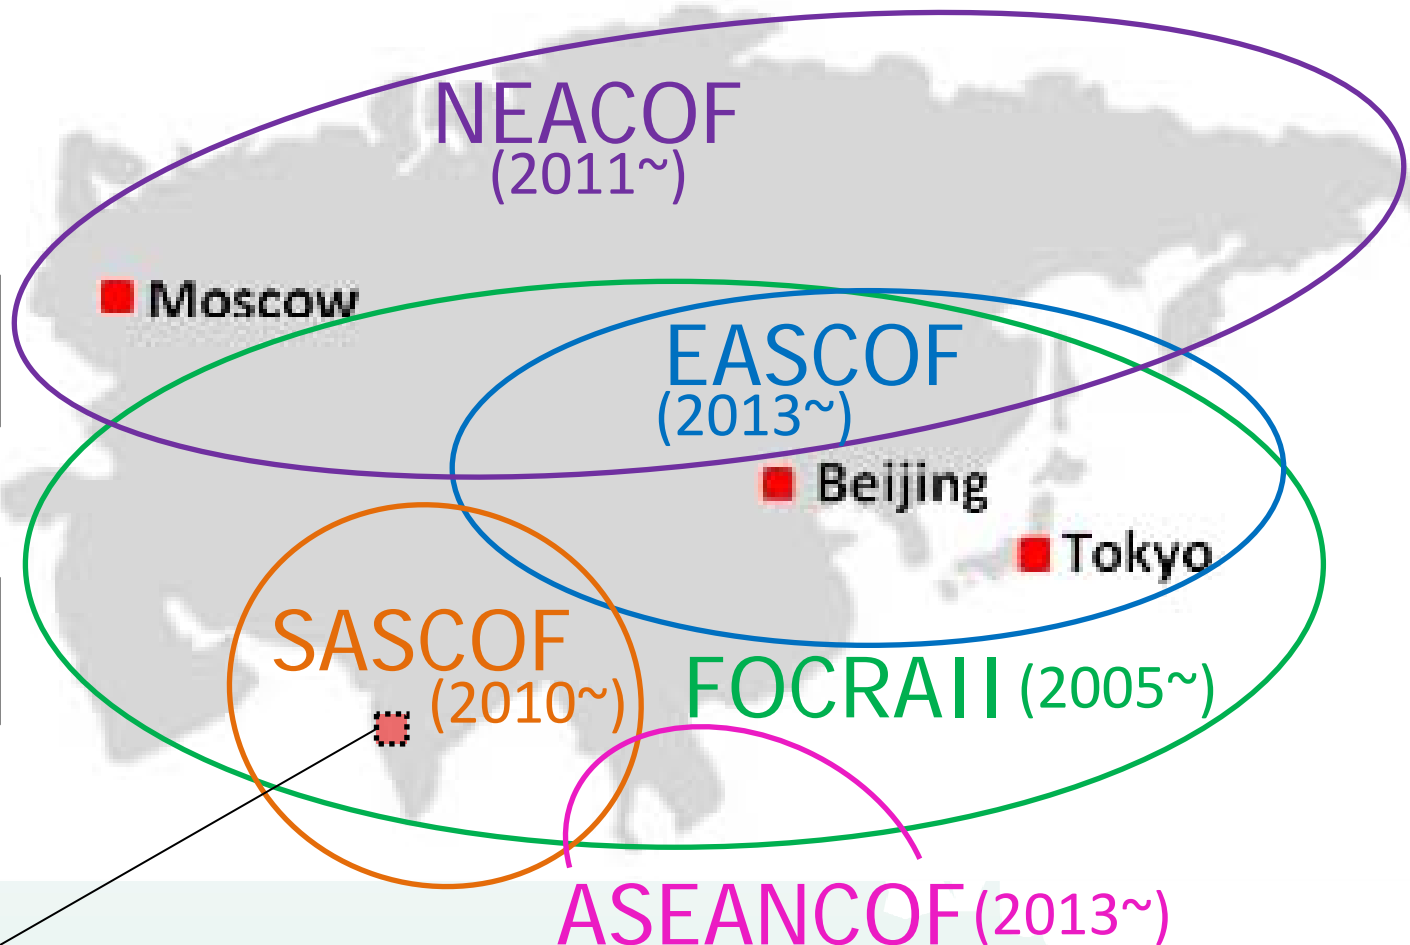 NEACOF
(2011~)
Moscow
EASCOF
(2013~)
Beijing
Tokyo
SASCOF
(2010~)
FOCRAII (2005~)
ASEANCOF (2013~)